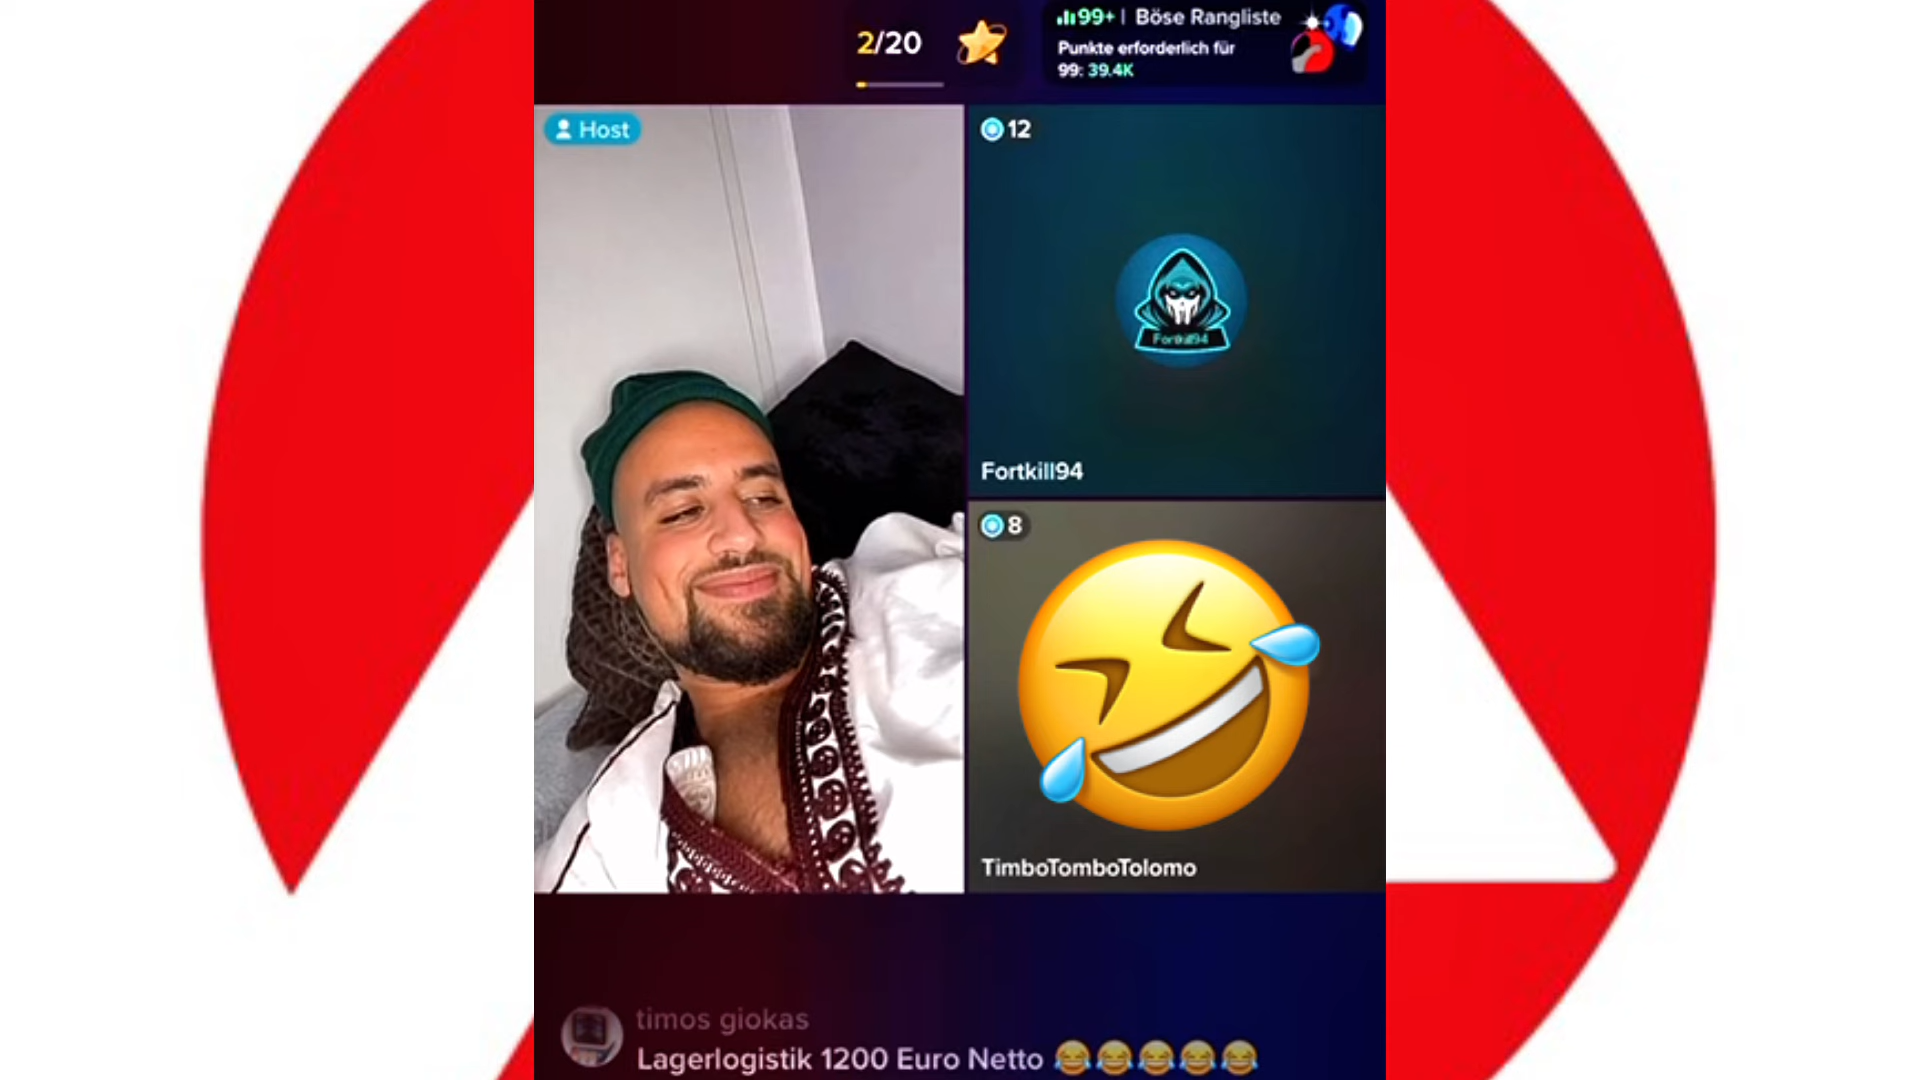 2/20
99+ | Böse Rangliste
Punkte erforderlich für
99: 39.4K
Host
12
Fortkill94
Fortkill94
8
TimboTomboTolomo
timos giokas
Lagerlogistik 1200 Euro Netto 😂😂😂😂😂